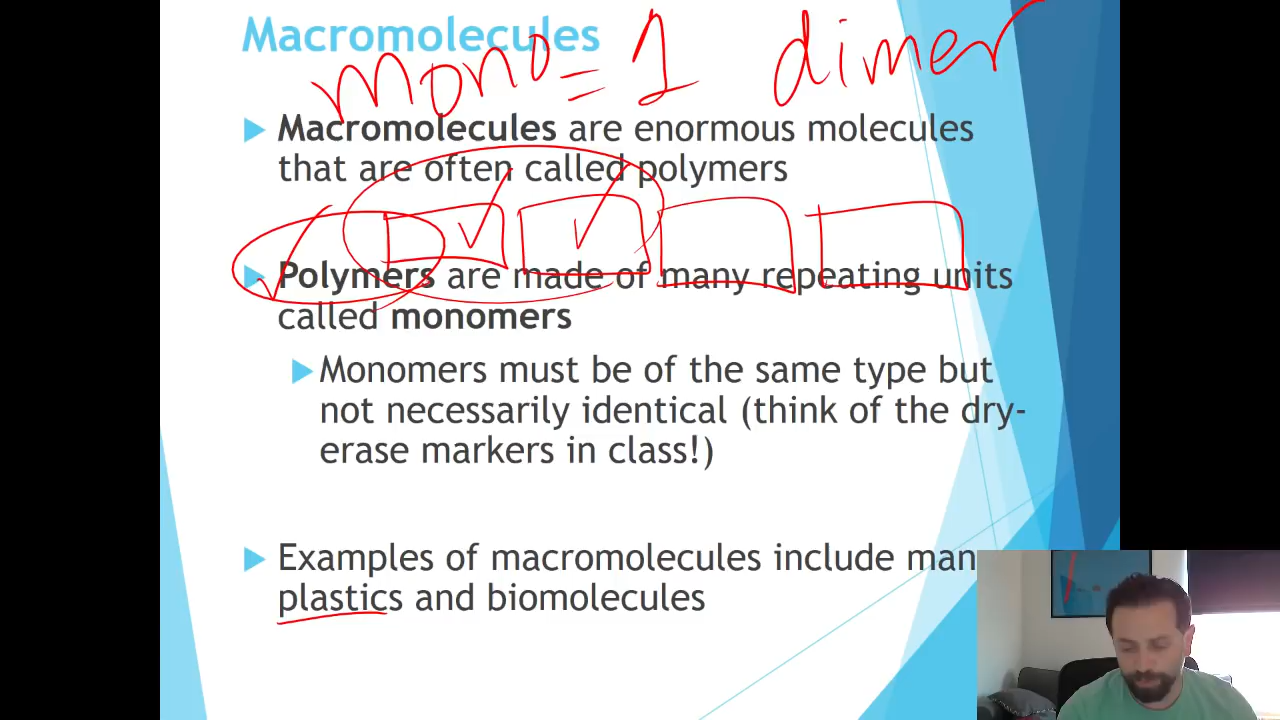 Macromolecules
mono = 1 dimer
Macromolecules are enormous molecules
that are often called polymers
Polymers are made of many repeating units
called monomers
Monomers must be of the same type but
not necessarily identical (think of the dry-
erase markers in class!)
Examples of macromolecules include man
plastics and biomolecules